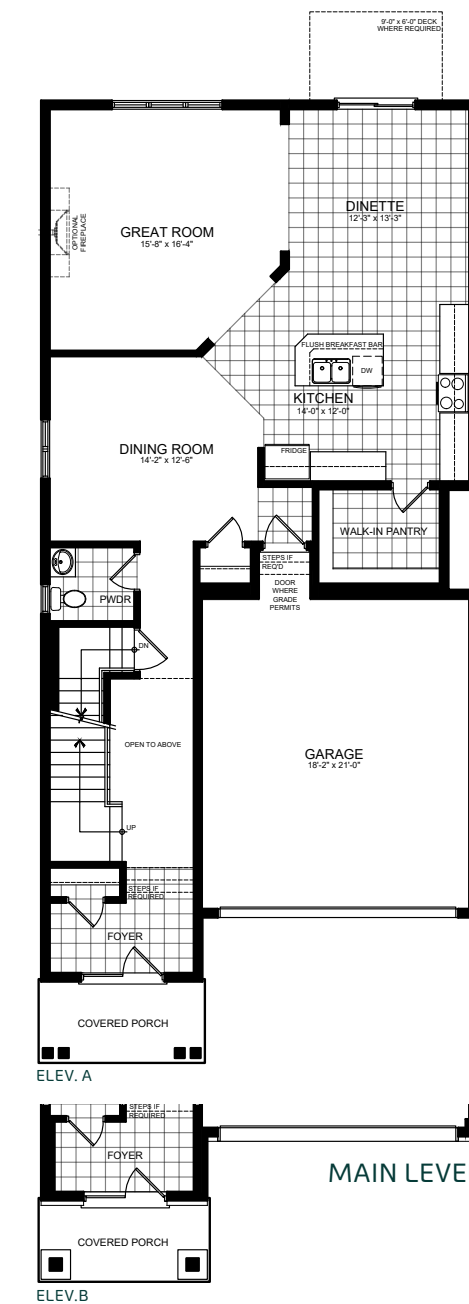 9'-0" x 6'-0" DECK
WHERE REQUIRED
DINETTE
12'-3" x 13'-3"
GREAT ROOM
15'-8" x 16'-4"
OPTIONAL
FIREPLACE
FLUSH BREAKFAST BAR
DW
KITCHEN
14'-0" x 12'-0"
DINING ROOM
14'-2" x 12'-6"
FRIDGE
WALK-IN PANTRY
STEPS IF
REQ'D
DOOR
WHERE
GRADE
PERMITS
PWDR
DN
OPEN TO ABOVE
GARAGE
18'-2" x 21'-0"
UP
STEPS IF
REQUIRED
FOYER
COVERED PORCH
ELEV. A
STEPS IF
REQUIRED
FOYER
MAIN LEVE
COVERED PORCH
ELEV.B